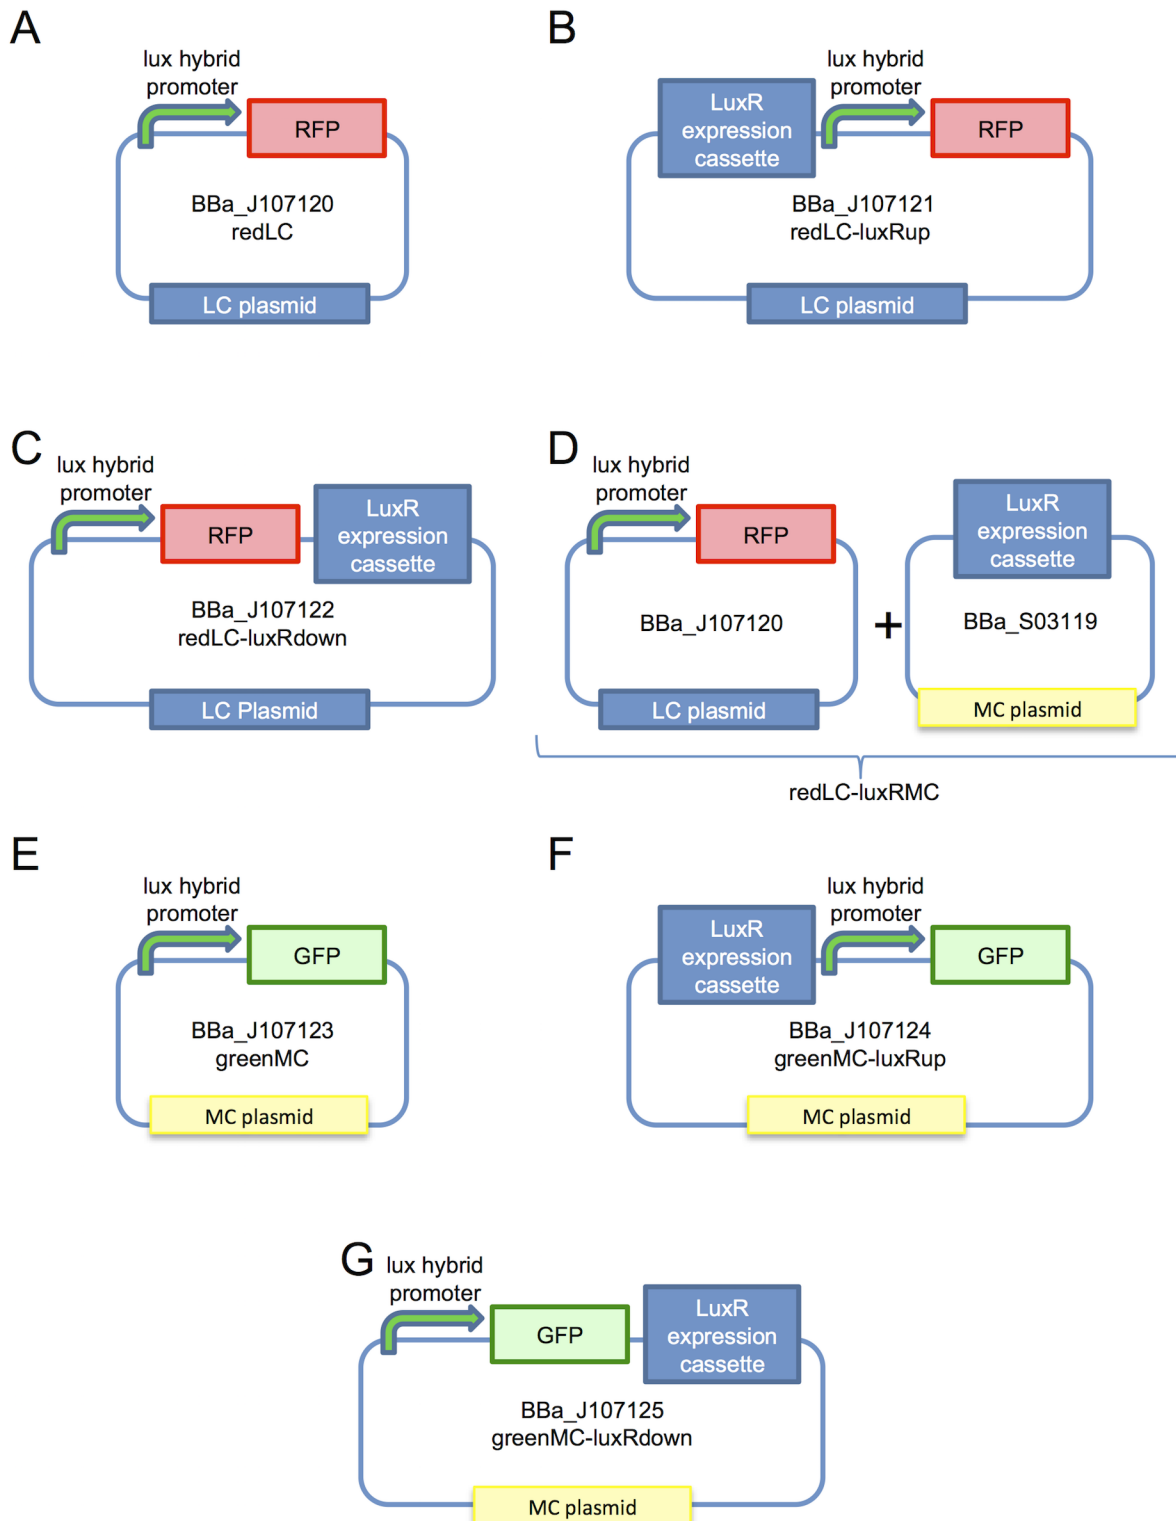 A
lux hybrid
promoter
RFP
BBa_J107120
redLC
LC plasmid
B
LuxR
expression
cassette
lux hybrid
promoter
RFP
BBa_J107121
redLC-luxRup
LC plasmid
C
lux hybrid
promoter
RFP
LuxR
expression
cassette
BBa_J107122
redLC-luxRdown
LC Plasmid
D
lux hybrid
promoter
RFP
BBa_J107120
LC plasmid
+
LuxR
expression
cassette
BBa_S03119
MC plasmid
redLC-luxRMC
E
lux hybrid
promoter
GFP
BBa_J107123
greenMC
MC plasmid
F
LuxR
expression
cassette
lux hybrid
promoter
GFP
BBa_J107124
greenMC-luxRup
MC plasmid
G
lux hybrid
promoter
GFP
LuxR
expression
cassette
BBa_J107125
greenMC-luxRdown
MC plasmid